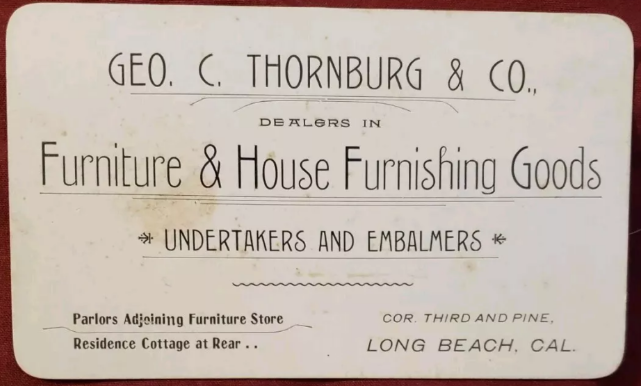 GEO. C. THORNBURG & CO.,
DEALERS IN
Furniture & House Furnishing Goods
UNDERTAKERS AND EMBALMERS
Parlors Adjoining Furniture Store
Residence Cottage at Rear . .
COR. THIRD AND PINE,
LONG BEACH, CAL.